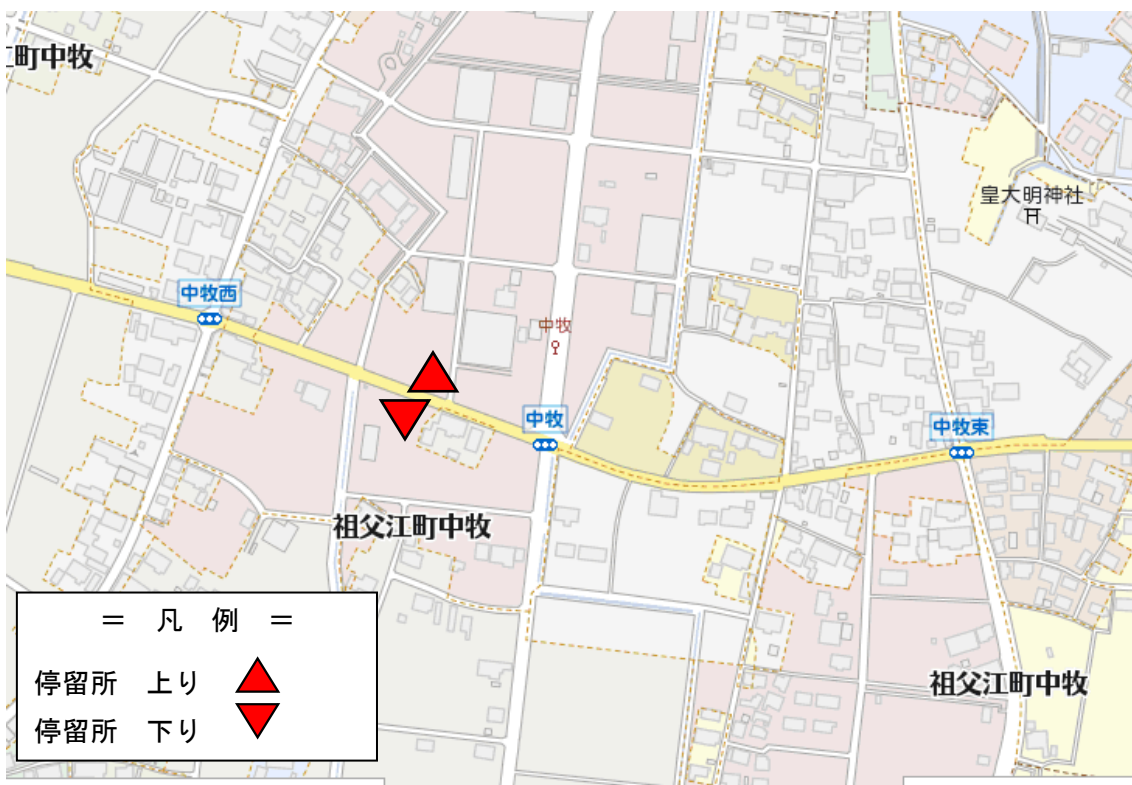 江町中牧
皇大明神社
中牧西
中牧
中牧
中牧東
祖父江町中牧
祖父江町中牧
＝ 凡 例 ＝
停留所 上り
停留所 下り